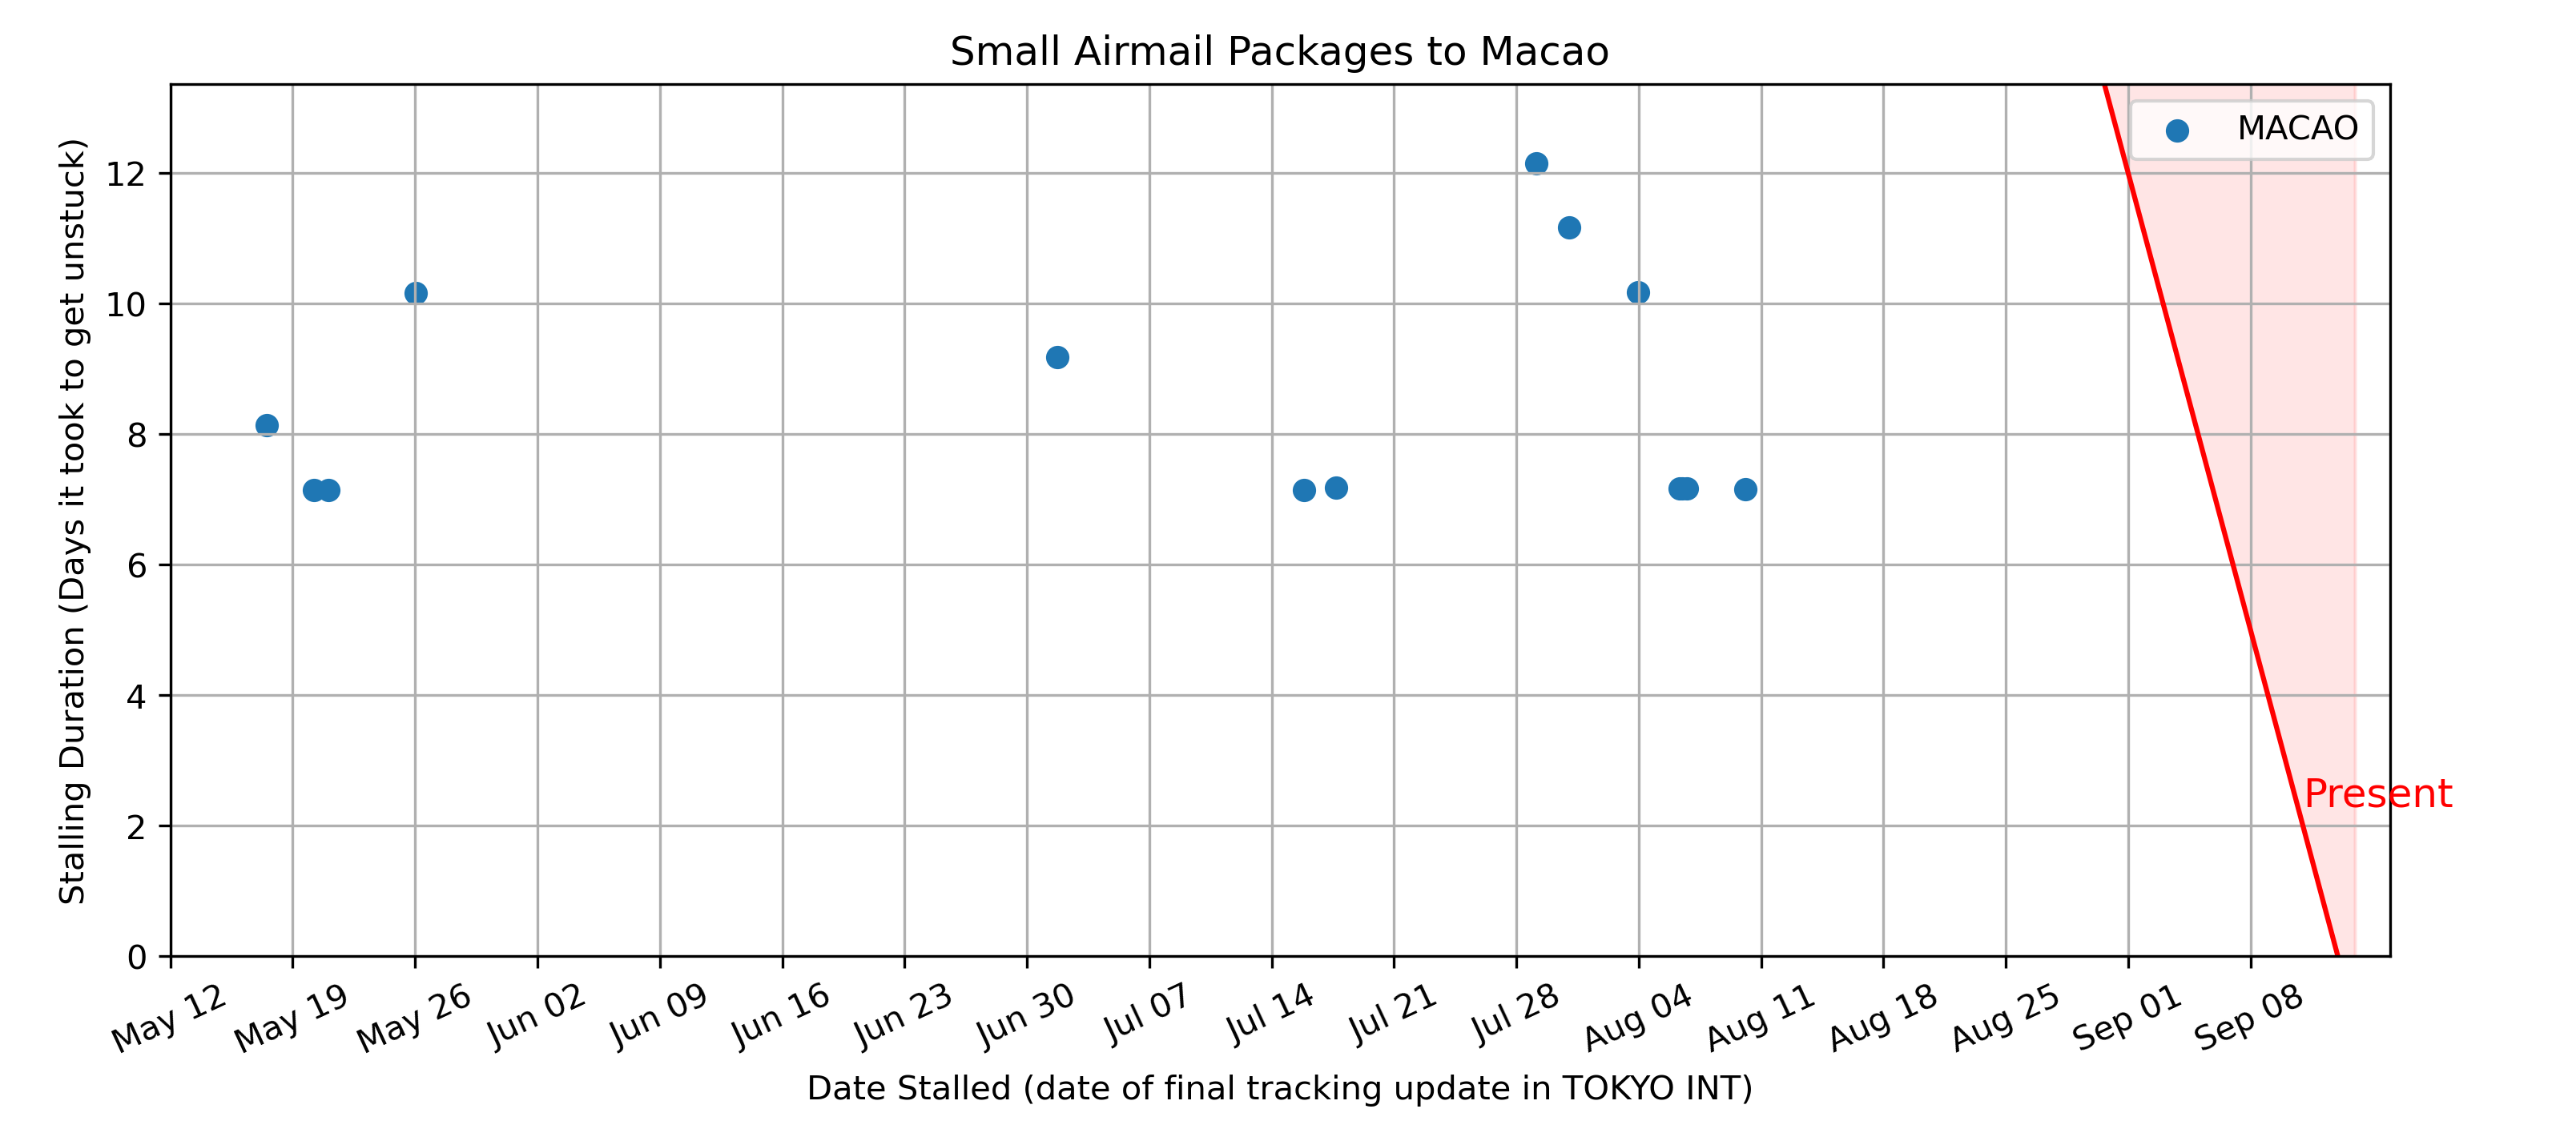 Small Airmail Packages to Macao
MACAO
Stalling Duration (Days it took to get unstuck)
12
10
8
6
4
2
0
Present
May 12
May 19
May 26
Jun 02
Jun 09
Jun 16
Jun 23
Jun 30
Jul 07
Jul 14
Jul 21
Jul 28
Aug 04
Aug 11
Aug 18
Aug 25
Sep 01
Sep 08
Date Stalled (date of final tracking update in TOKYO INT)